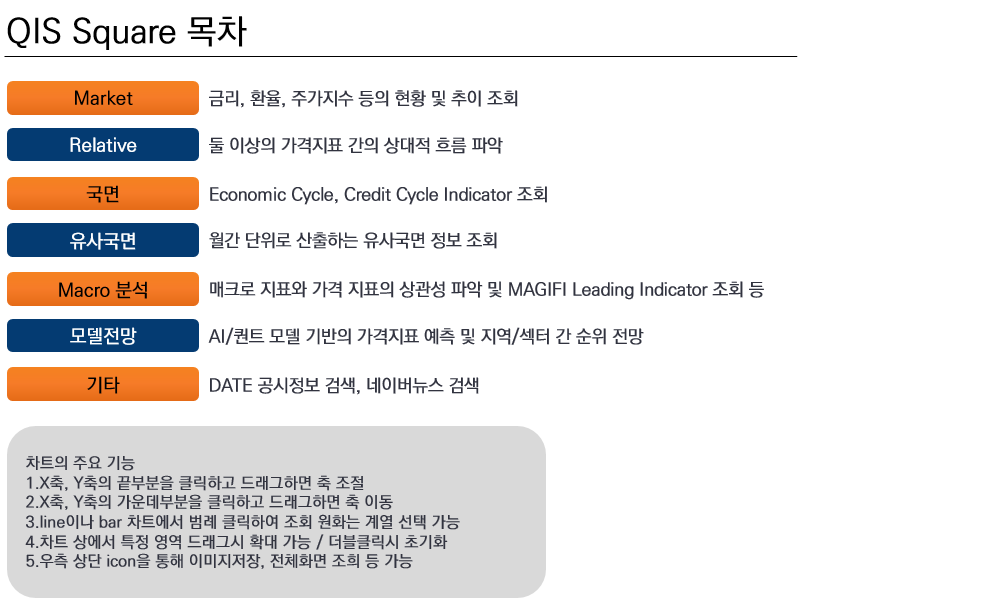 QIS Square 목차
Market 금리, 환율, 주가지수 등의 현황 및 추이 조회
Relative 둘 이상의 가격지표 간의 상대적 흐름 파악
국면 Economic Cycle, Credit Cycle Indicator 조회
유사국면 월간 단위로 산출하는 유사국면 정보 조회
Macro 분석 매크로 지표와 가격 지표의 상관성 파악 및 MAGIFI Leading Indicator 조회 등
모델전망 AI/퀀트 모델 기반의 가격지표 예측 및 지역/섹터 간 순위 전망
기타 DATE 공시정보 검색, 네이버뉴스 검색
차트의 주요 기능
1.X축, Y축의 끝부분을 클릭하고 드래그하면 축 조절
2.X축, Y축의 가운데부분을 클릭하고 드래그하면 축 이동
3.line이나 bar 차트에서 범례 클릭하여 조회 원화는 계열 선택 가능
4.차트 상에서 특정 영역 드래그시 확대 가능 / 더블클릭시 초기화
5.우측 상단 icon을 통해 이미지저장, 전체화면 조희 등 가능